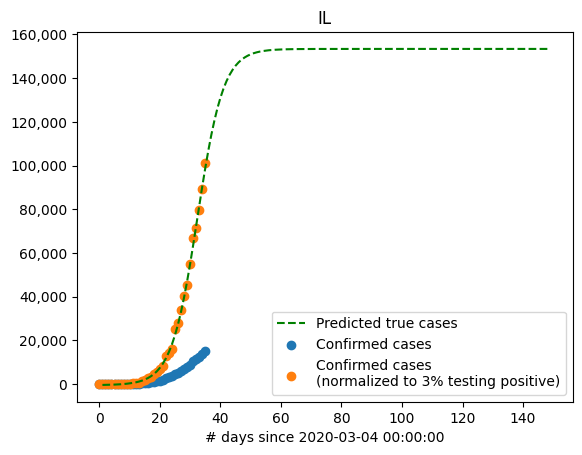 IL
160,000
140,000
120,000
100,000
80,000
60,000
40,000
20,000
0
Predicted true cases
Confirmed cases
Confirmed cases
(normalized to 3% testing positive)
0 20 40 60 80 100 120 140
# days since 2020-03-04 00:00:00